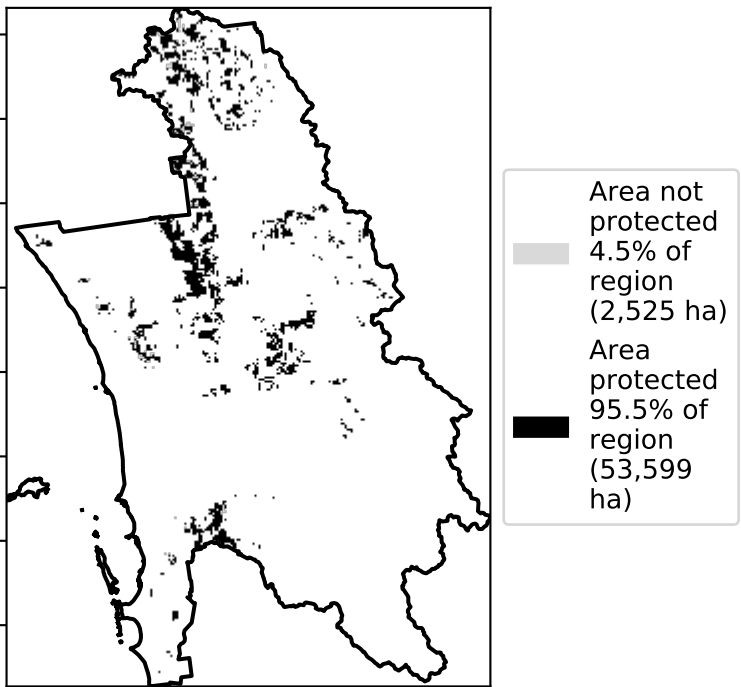 Area not
protected
4.5% of
region
(2,525 ha)
Area
protected
95.5% of
region
(53,599
ha)